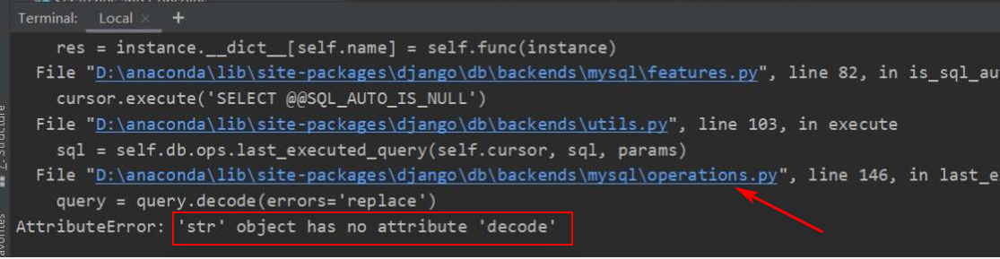 Terminal: Local × +
res = instance.__dict__[self.name] = self.func(instance)
File "D:\anaconda\lib\site-packages\django\db\backends\mysql\features.py", line 82, in is_sql_au
cursor.execute('SELECT @@SQL_AUTO_IS_NULL')
File "D:\anaconda\lib\site-packages\django\db\backends\utils.py", line 103, in execute
sql = self.db.ops.last_executed_query(self.cursor, sql, params)
File "D:\anaconda\lib\site-packages\django\db\backends\mysql\operations.py", line 146, in last_e
query = query.decode(errors='replace')
AttributeError: 'str' object has no attribute 'decode'
Z: Structure
avorites